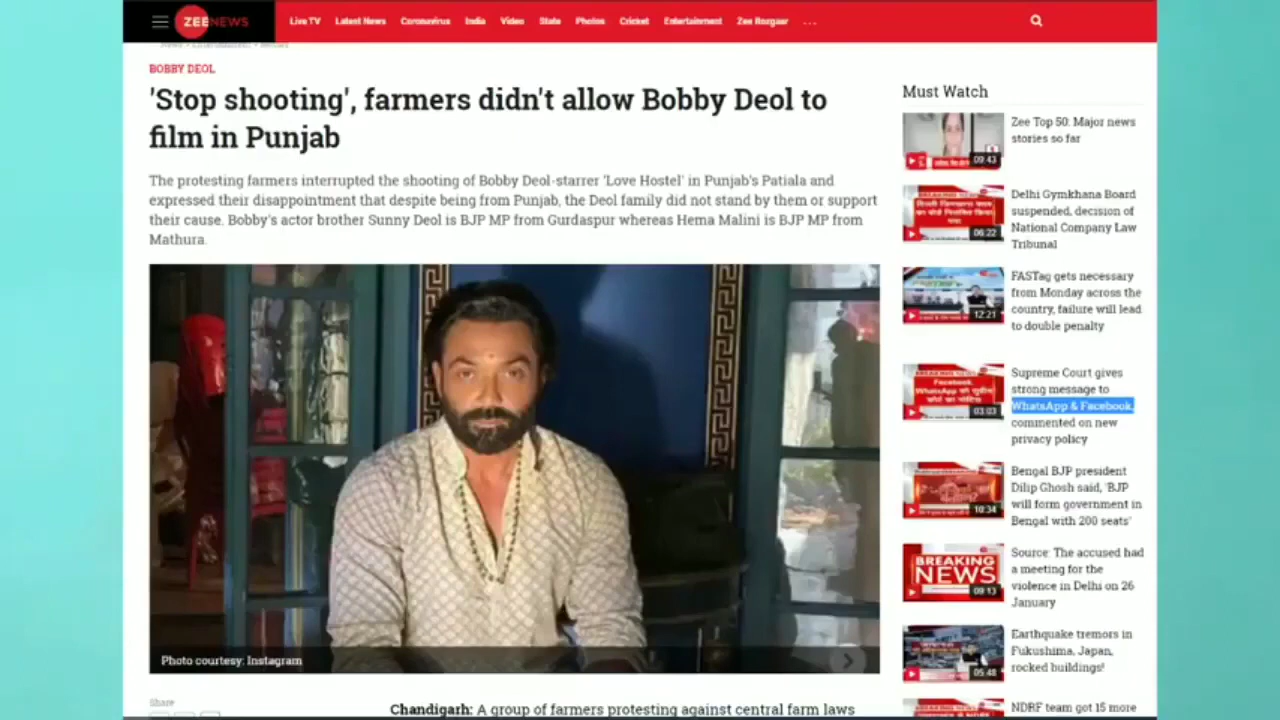 ZEE NEWS
Live TV
Latest News
Coronavirus
India
Video
State
Photos
Cricket
Entertainment
Zee Rozgaar
...
BOBBY DEOL
'Stop shooting', farmers didn't allow Bobby Deol to
film in Punjab
The protesting farmers interrupted the shooting of Bobby Deol-starrer 'Love Hostel' in Punjab's Patiala and
expressed their disappointment that despite being from Punjab, the Deol family did not stand by them or support
their cause. Bobby's actor brother Sunny Deol is BJP MP from Gurdaspur whereas Hema Malini is BJP MP from
Mathura.
Photo courtesy: Instagram
Share
Chandigarh: A group of farmers protesting against central farm laws
Must Watch
09:43
Zee Top 50: Major news
stories so far
06:22
Delhi Gymkhana Board
suspended, decision of
National Company Law
Tribunal
12:21
FASTag gets necessary
from Monday across the
country, failure will lead
to double penalty
Facebook,
03:03
Supreme Court gives
strong message to
WhatsApp & Facebook,
commented on new
privacy policy
10:34
Bengal BJP president
Dilip Ghosh said, 'BJP
will form government in
Bengal with 200 seats'
BREAKING
NEWS
09:13
Source: The accused had
a meeting for the
violence in Delhi on 26
January
05:48
Earthquake tremors in
Fukushima, Japan,
rocked buildings!
NDRF team got 15 more